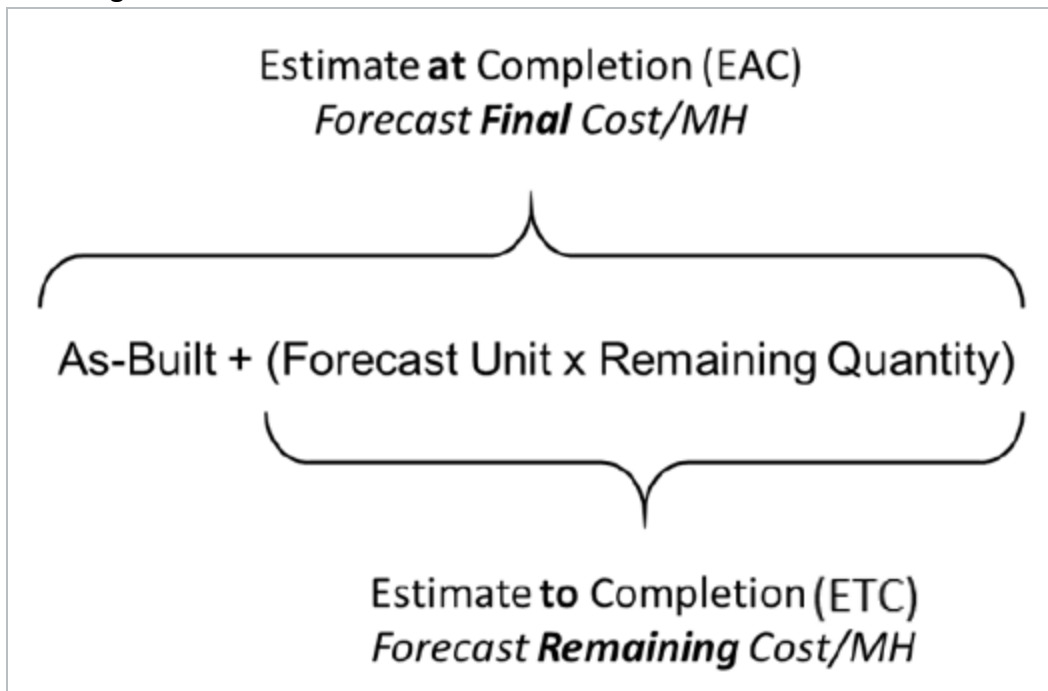 Estimate at Completion (EAC)
Forecast Final Cost/MH
As-Built + (Forecast Unit x Remaining Quantity)
Estimate to Completion (ETC)
Forecast Remaining Cost/MH